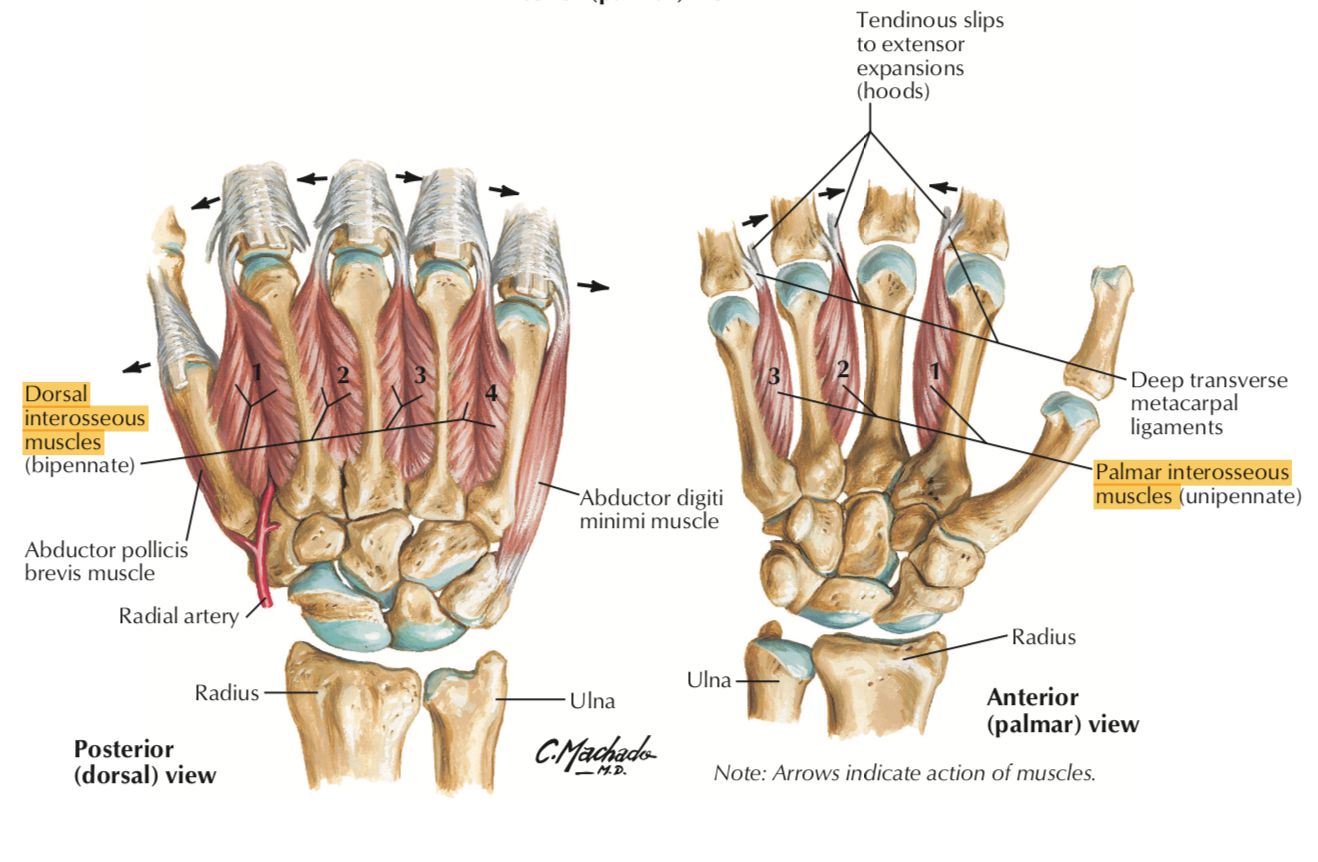 Tendinous slips
to extensor
expansions
(hoods)
1
2
3
4
Dorsal
interosseous
muscles
(bipennate)
Abductor pollicis
brevis muscle
Radial artery
Radius
Ulna
Abductor digiti
minimi muscle
Posterior
(dorsal) view
C. Machado
M.D.
3
2
1
Deep transverse
metacarpal
ligaments
Palmar interosseous
muscles (unipennate)
Radius
Ulna
Anterior
(palmar) view
Note: Arrows indicate action of muscles.